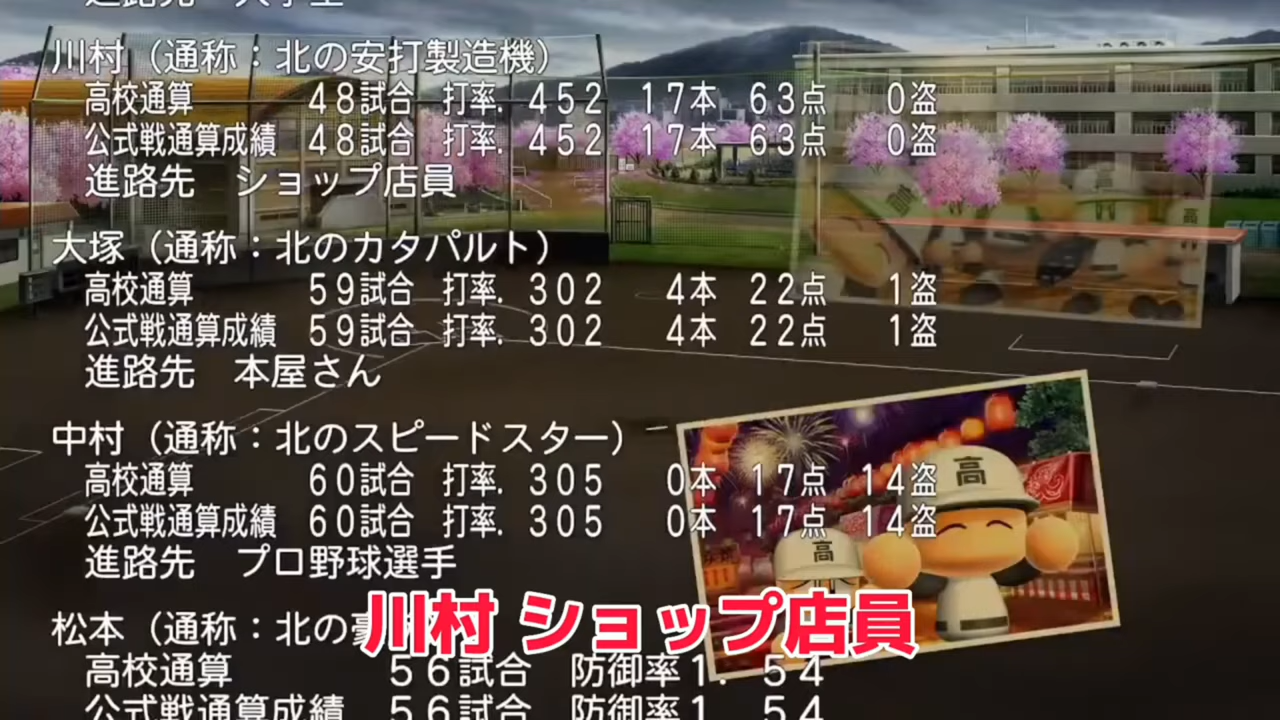 進路先 大学生
川村（通称：北の安打製造機）
高校通算 48試合 打率．452 17本 63点 0盗
公式戦通算成績 48試合 打率．452 17本 63点 0盗
進路先 ショップ店員
大塚（通称：北のカタパルト）
高校通算 59試合 打率．302 4本 22点 1盗
公式戦通算成績 59試合 打率．302 4本 22点 1盗
進路先 本屋さん
中村（通称：北のスピードスター）
高校通算 60試合 打率．305 0本 17点 14盗
公式戦通算成績 60試合 打率．305 0本 17点 14盗
進路先 プロ野球選手
高
高
川村 ショップ店員
松本（通称：北の豪
高校通算 56試合 防御率1．54
公式戦通算成績 56試合 防御率1．54